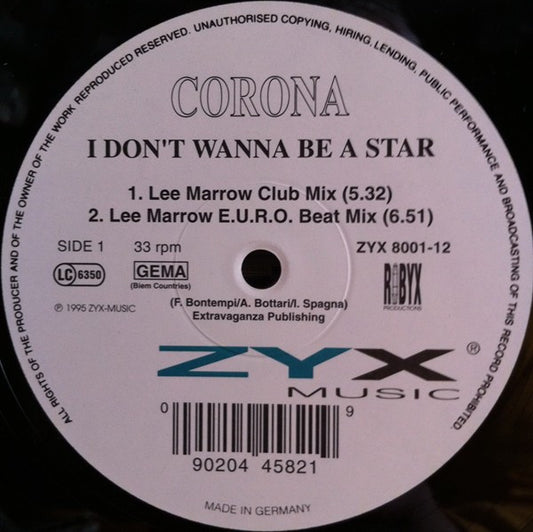 ALL RIGHTS OF THE PRODUCER AND OF THE OWNER OF THE WORK REPRODUCED RESERVED. UNAUTHORISED COPYING, HIRING, LENDING, PUBLIC PERFORMANCE AND BROADCASTING OF THIS RECORD PROHIBITED.
CORONA
I DON'T WANNA BE A STAR
1. Lee Marrow Club Mix (5.32)
2. Lee Marrow E.U.R.O. Beat Mix (6.51)
SIDE 1 33 rpm ZYX 8001-12
LC 6350 GEMA
(Biem Countries)
PRODUCTIONS
℗ 1995 ZYX-MUSIC
(F. Bontempi/A. Bottari/I. Spagna)
Extravaganza Publishing
ZYX ®
MUSIC
0 9
90204 45821
MADE IN GERMANY